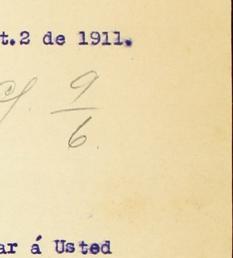 t.2 de 1911.
9
6.
ar á Usted